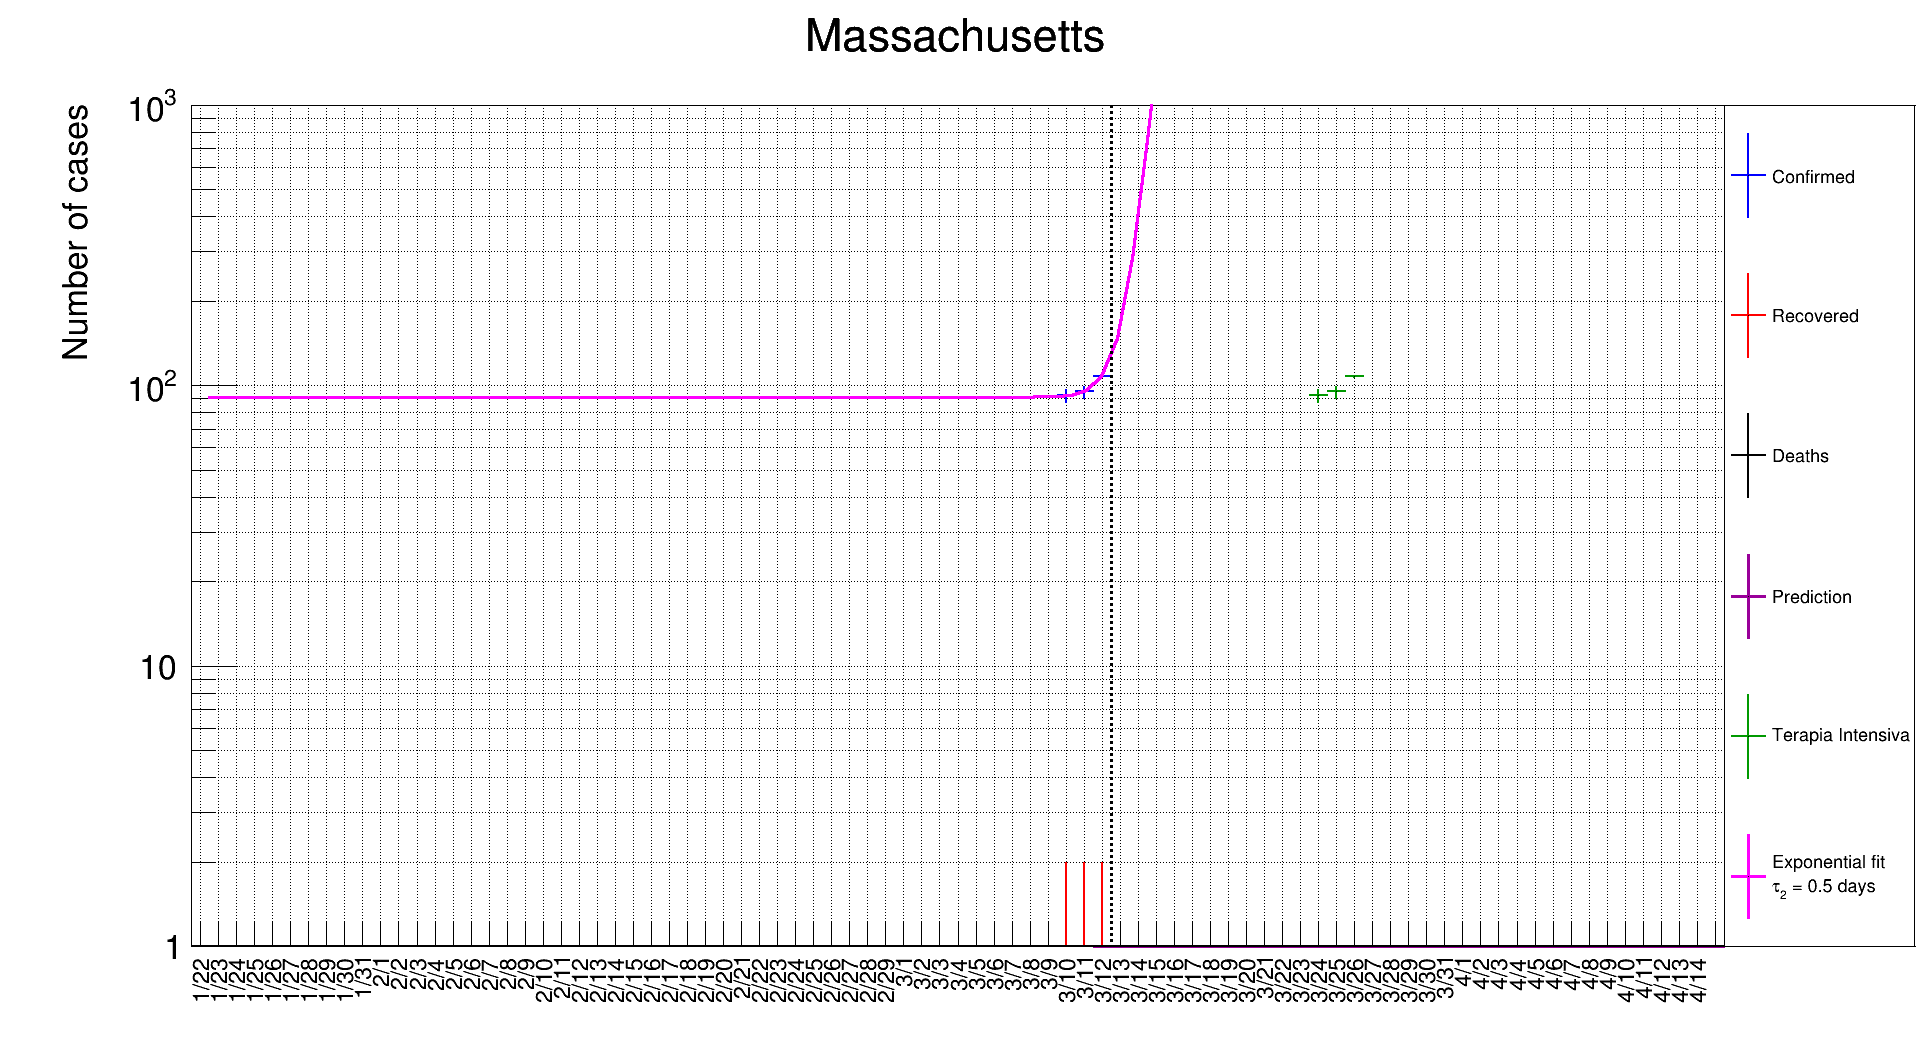 Massachusetts
Number of cases
10³
10²
10
1
1/22 1/23 1/24 1/25 1/26 1/27 1/28 1/29 1/30 1/31 2/1 2/2 2/3 2/4 2/5 2/6 2/7 2/8 2/9 2/10 2/11 2/12 2/13 2/14 2/15 2/16 2/17 2/18 2/19 2/20 2/21 2/22 2/23 2/24 2/25 2/26 2/27 2/28 2/29 3/1 3/2 3/3 3/4 3/5 3/6 3/7 3/8 3/9 3/10 3/11 3/12 3/13 3/14 3/15 3/16 3/17 3/18 3/19 3/20 3/21 3/22 3/23 3/24 3/25 3/26 3/27 3/28 3/29 3/30 3/31 4/1 4/2 4/3 4/4 4/5 4/6 4/7 4/8 4/9 4/10 4/11 4/12 4/13 4/14
Confirmed
Recovered
Deaths
Prediction
Terapia Intensiva
Exponential fit
τ₂ = 0.5 days